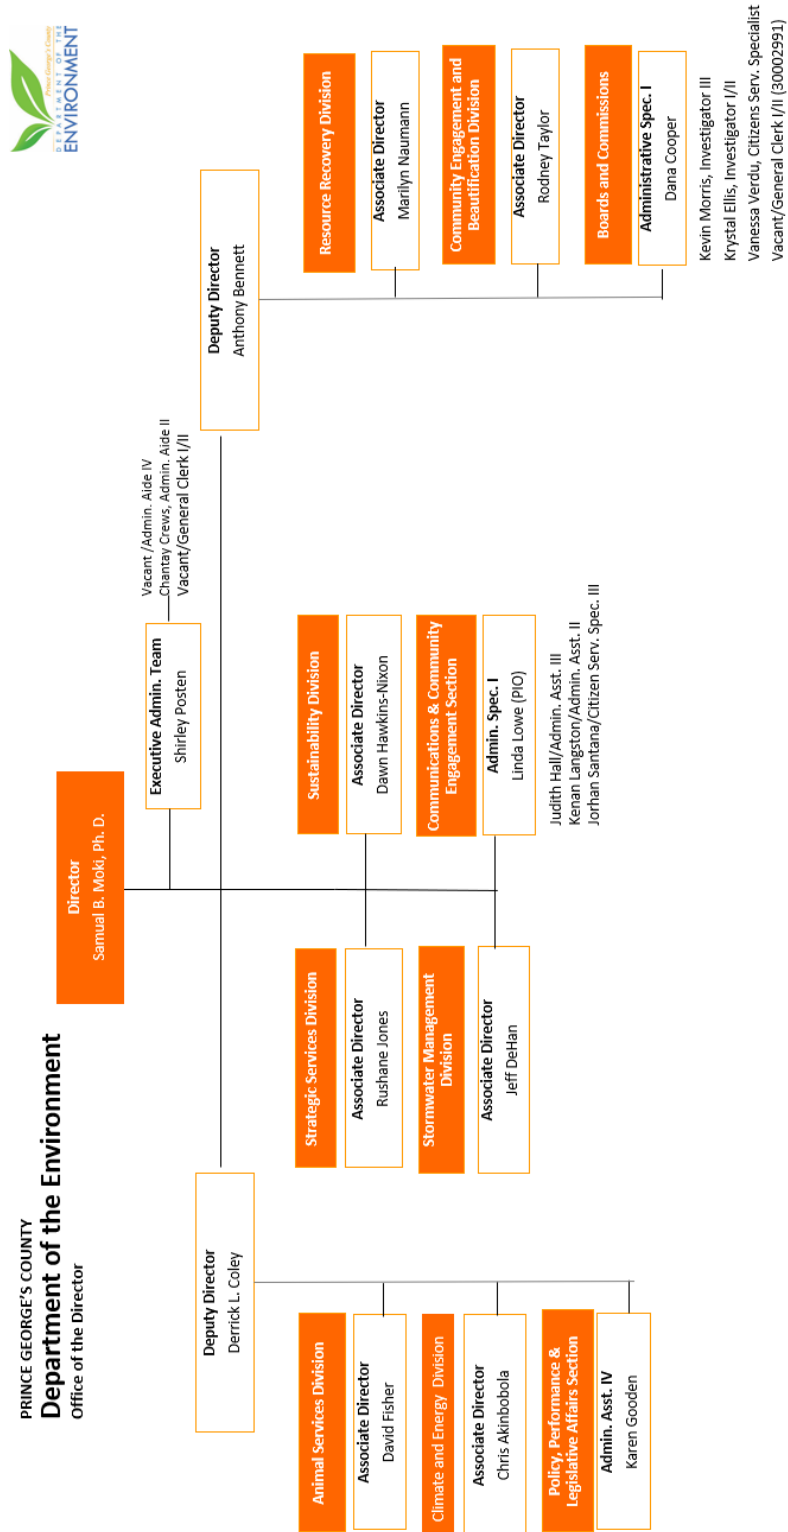 PRINCE GEORGE'S COUNTY
Department of the Environment
Office of the Director
Prince George's County
DEPARTMENT OF THE
ENVIRONMENT
Director
Samual B. Moki, Ph. D.
Executive Admin. Team
Shirley Posten
Vacant /Admin. Aide IV
Chantay Crews, Admin. Aide II
Vacant/General Clerk I/II
Deputy Director
Derrick L. Coley
Animal Services Division
Associate Director
David Fisher
Climate and Energy Division
Associate Director
Chris Akinbobola
Policy, Performance &
Legislative Affairs Section
Admin. Asst. IV
Karen Gooden
Strategic Services Division
Associate Director
Rushane Jones
Stormwater Management
Division
Associate Director
Jeff DeHan
Sustainability Division
Associate Director
Dawn Hawkins-Nixon
Communications & Community
Engagement Section
Admin. Spec. I
Linda Lowe (PIO)
Judith Hall/Admin. Asst. III
Kenan Langston/Admin. Asst. II
Jorhan Santana/Citizen Serv. Spec. III
Deputy Director
Anthony Bennett
Resource Recovery Division
Associate Director
Marilyn Naumann
Community Engagement and
Beautification Division
Associate Director
Rodney Taylor
Boards and Commissions
Administrative Spec. I
Dana Cooper
Kevin Morris, Investigator III
Krystal Ellis, Investigator I/II
Vanessa Verdu, Citizens Serv. Specialist
Vacant/General Clerk I/II (30002991)